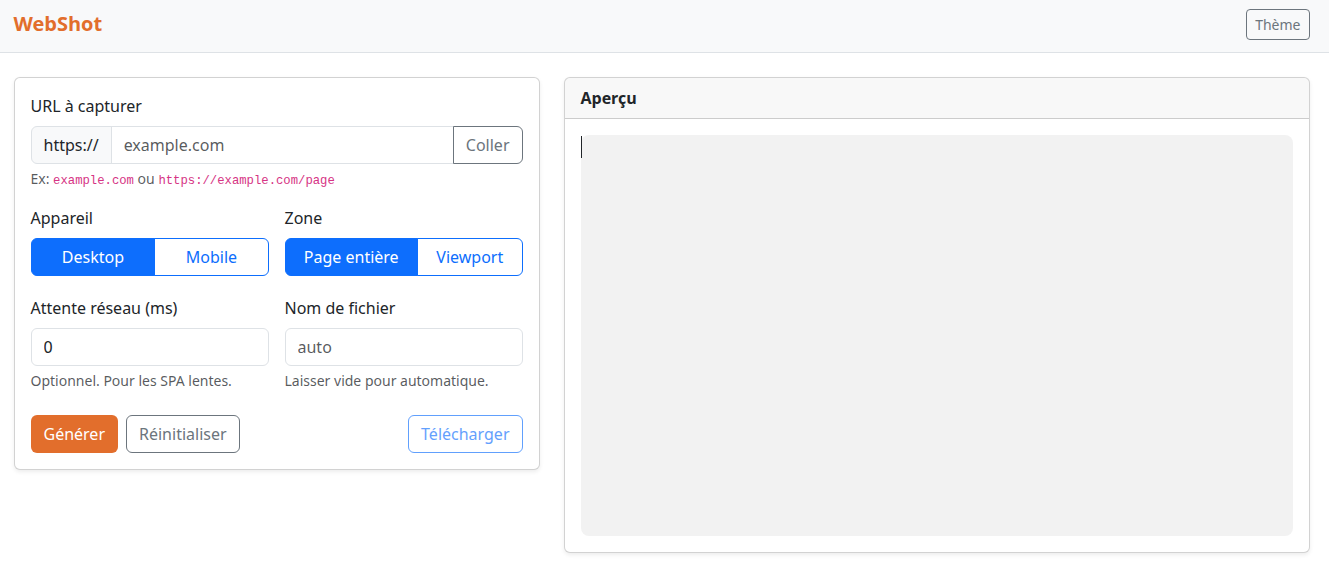 WebShot
Thème
URL à capturer
https:// example.com Coller
Ex: example.com ou https://example.com/page
Appareil Zone
Desktop Mobile Page entière Viewport
Attente réseau (ms) Nom de fichier
0 auto
Optionnel. Pour les SPA lentes. Laisser vide pour automatique.
Générer Réinitialiser Télécharger
Aperçu